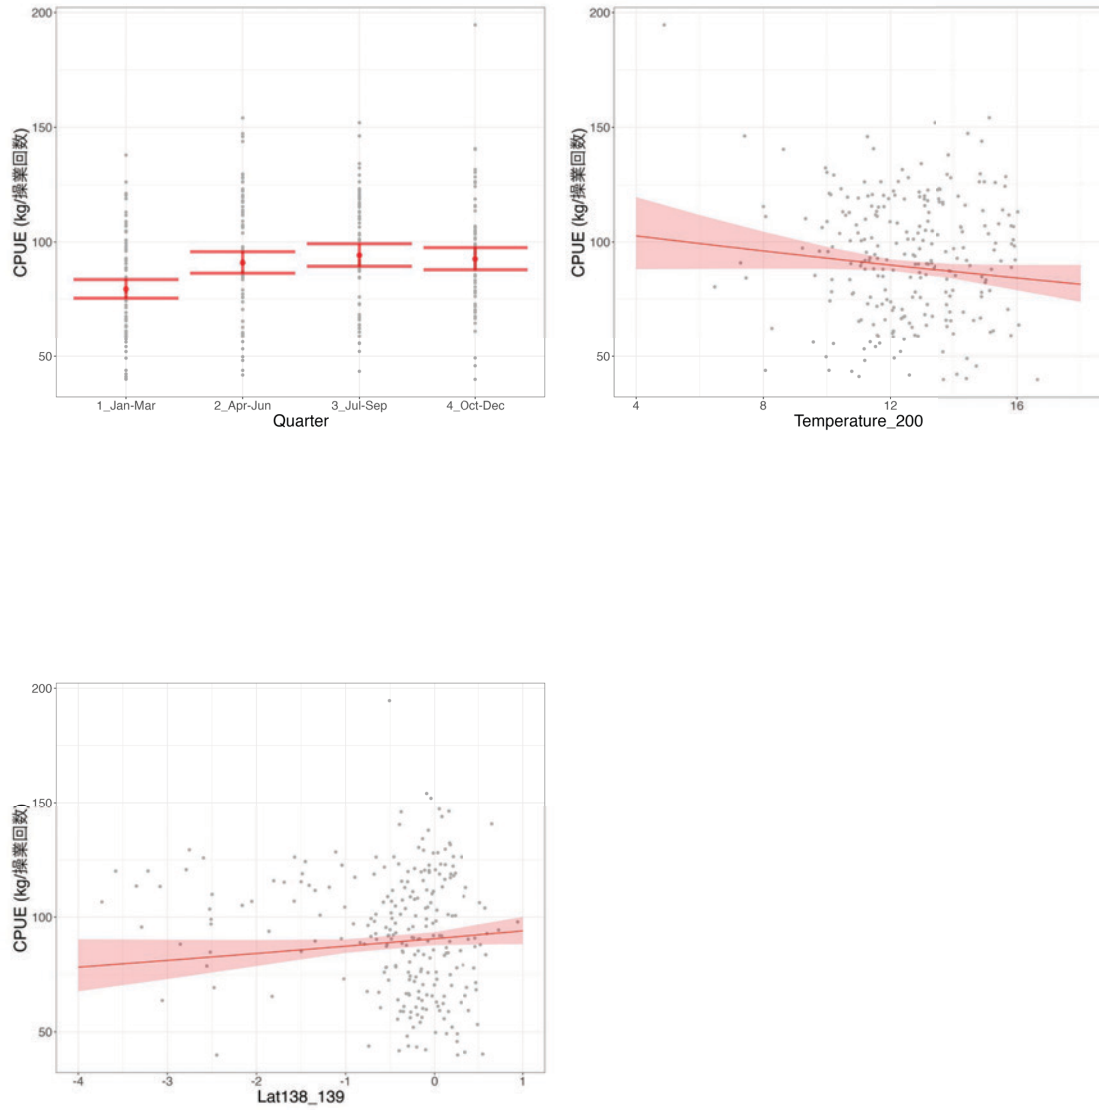 200
150
100
50
CPUE (kg/操業回数)
1_Jan-Mar 2_Apr-Jun 3_Jul-Sep 4_Oct-Dec
Quarter
200
150
100
50
CPUE (kg/操業回数)
4 8 12 16
Temperature_200
200
150
100
50
CPUE (kg/操業回数)
-4 -3 -2 -1 0 1
Lat138_139